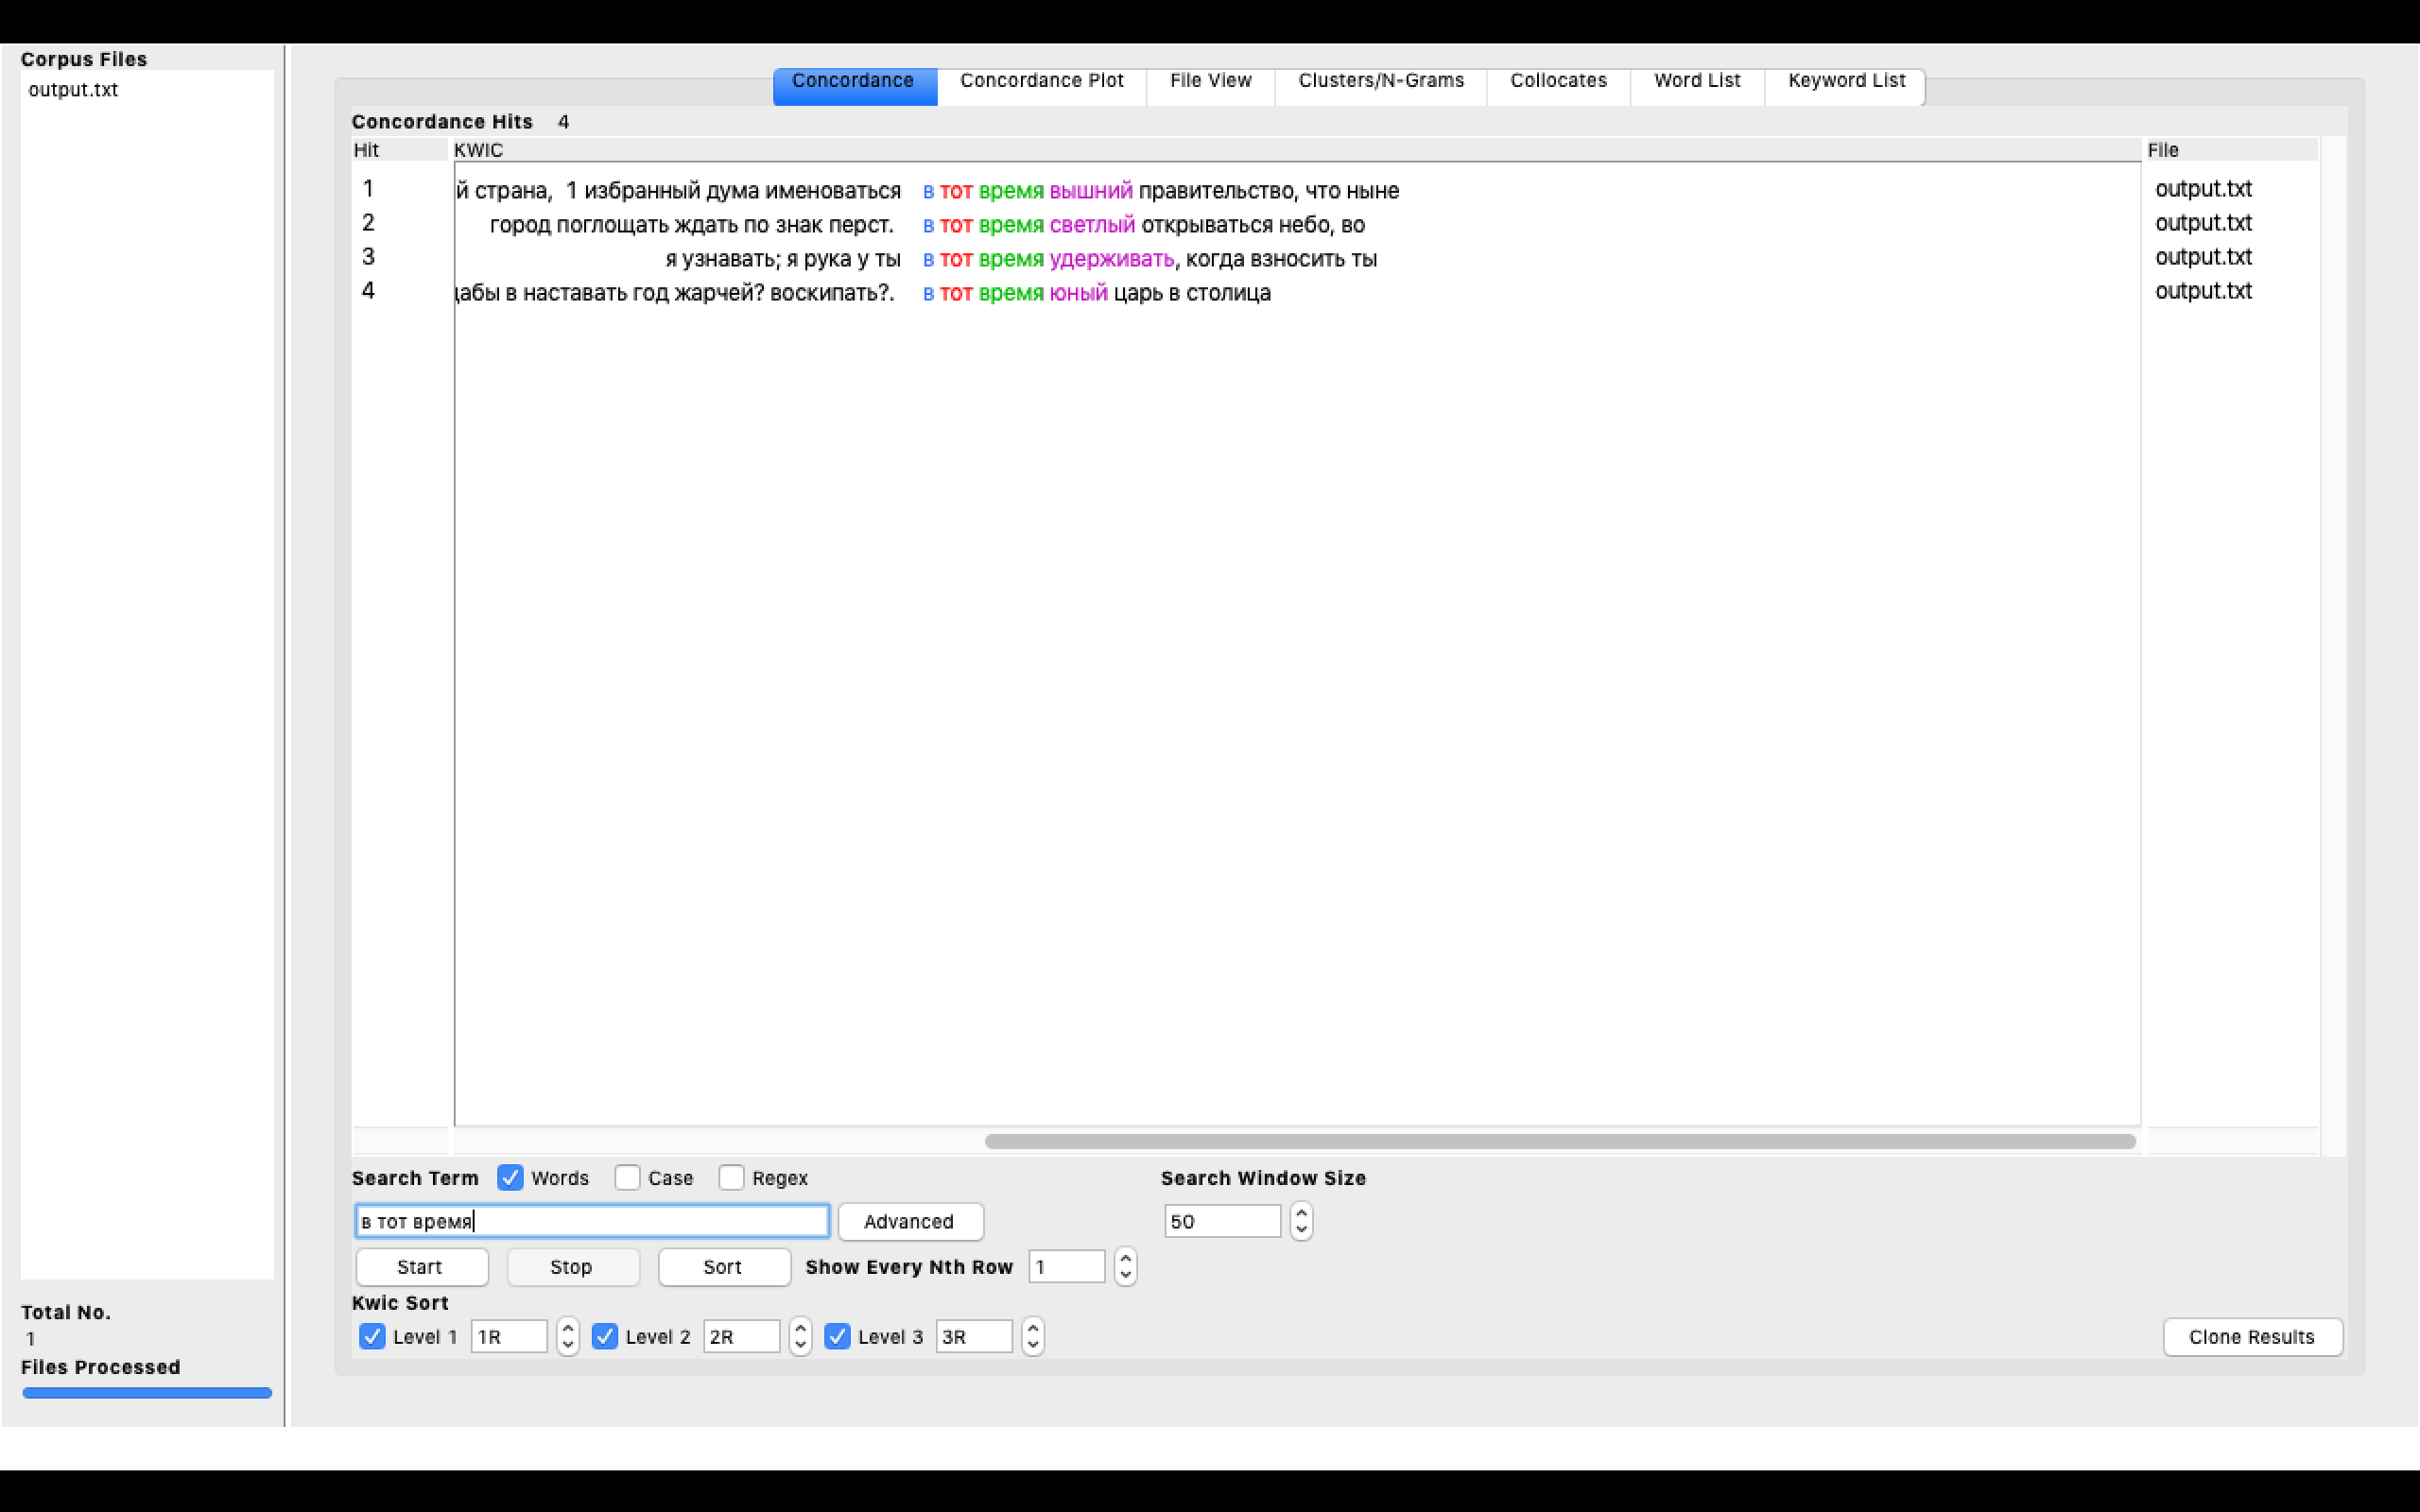 Corpus Files
output.txt
Concordance Concordance Plot File View Clusters/N-Grams Collocates Word List Keyword List
Concordance Hits 4
Hit KWIC File
1 й страна, 1 избранный дума именоваться в тот время вышний правительство, что ныне output.txt
2 город поглощать ждать по знак перст. в тот время светлый открываться небо, во output.txt
3 я узнавать; я рука у ты в тот время удерживать, когда взносить ты output.txt
4 дабы в наставать год жарчей? воскипать?. в тот время юный царь в столица output.txt
Search Term Words Case Regex Search Window Size
в тот время Advanced 50
Start Stop Sort Show Every Nth Row 1
Kwic Sort
Level 1 1R Level 2 2R Level 3 3R Clone Results
Total No.
1
Files Processed